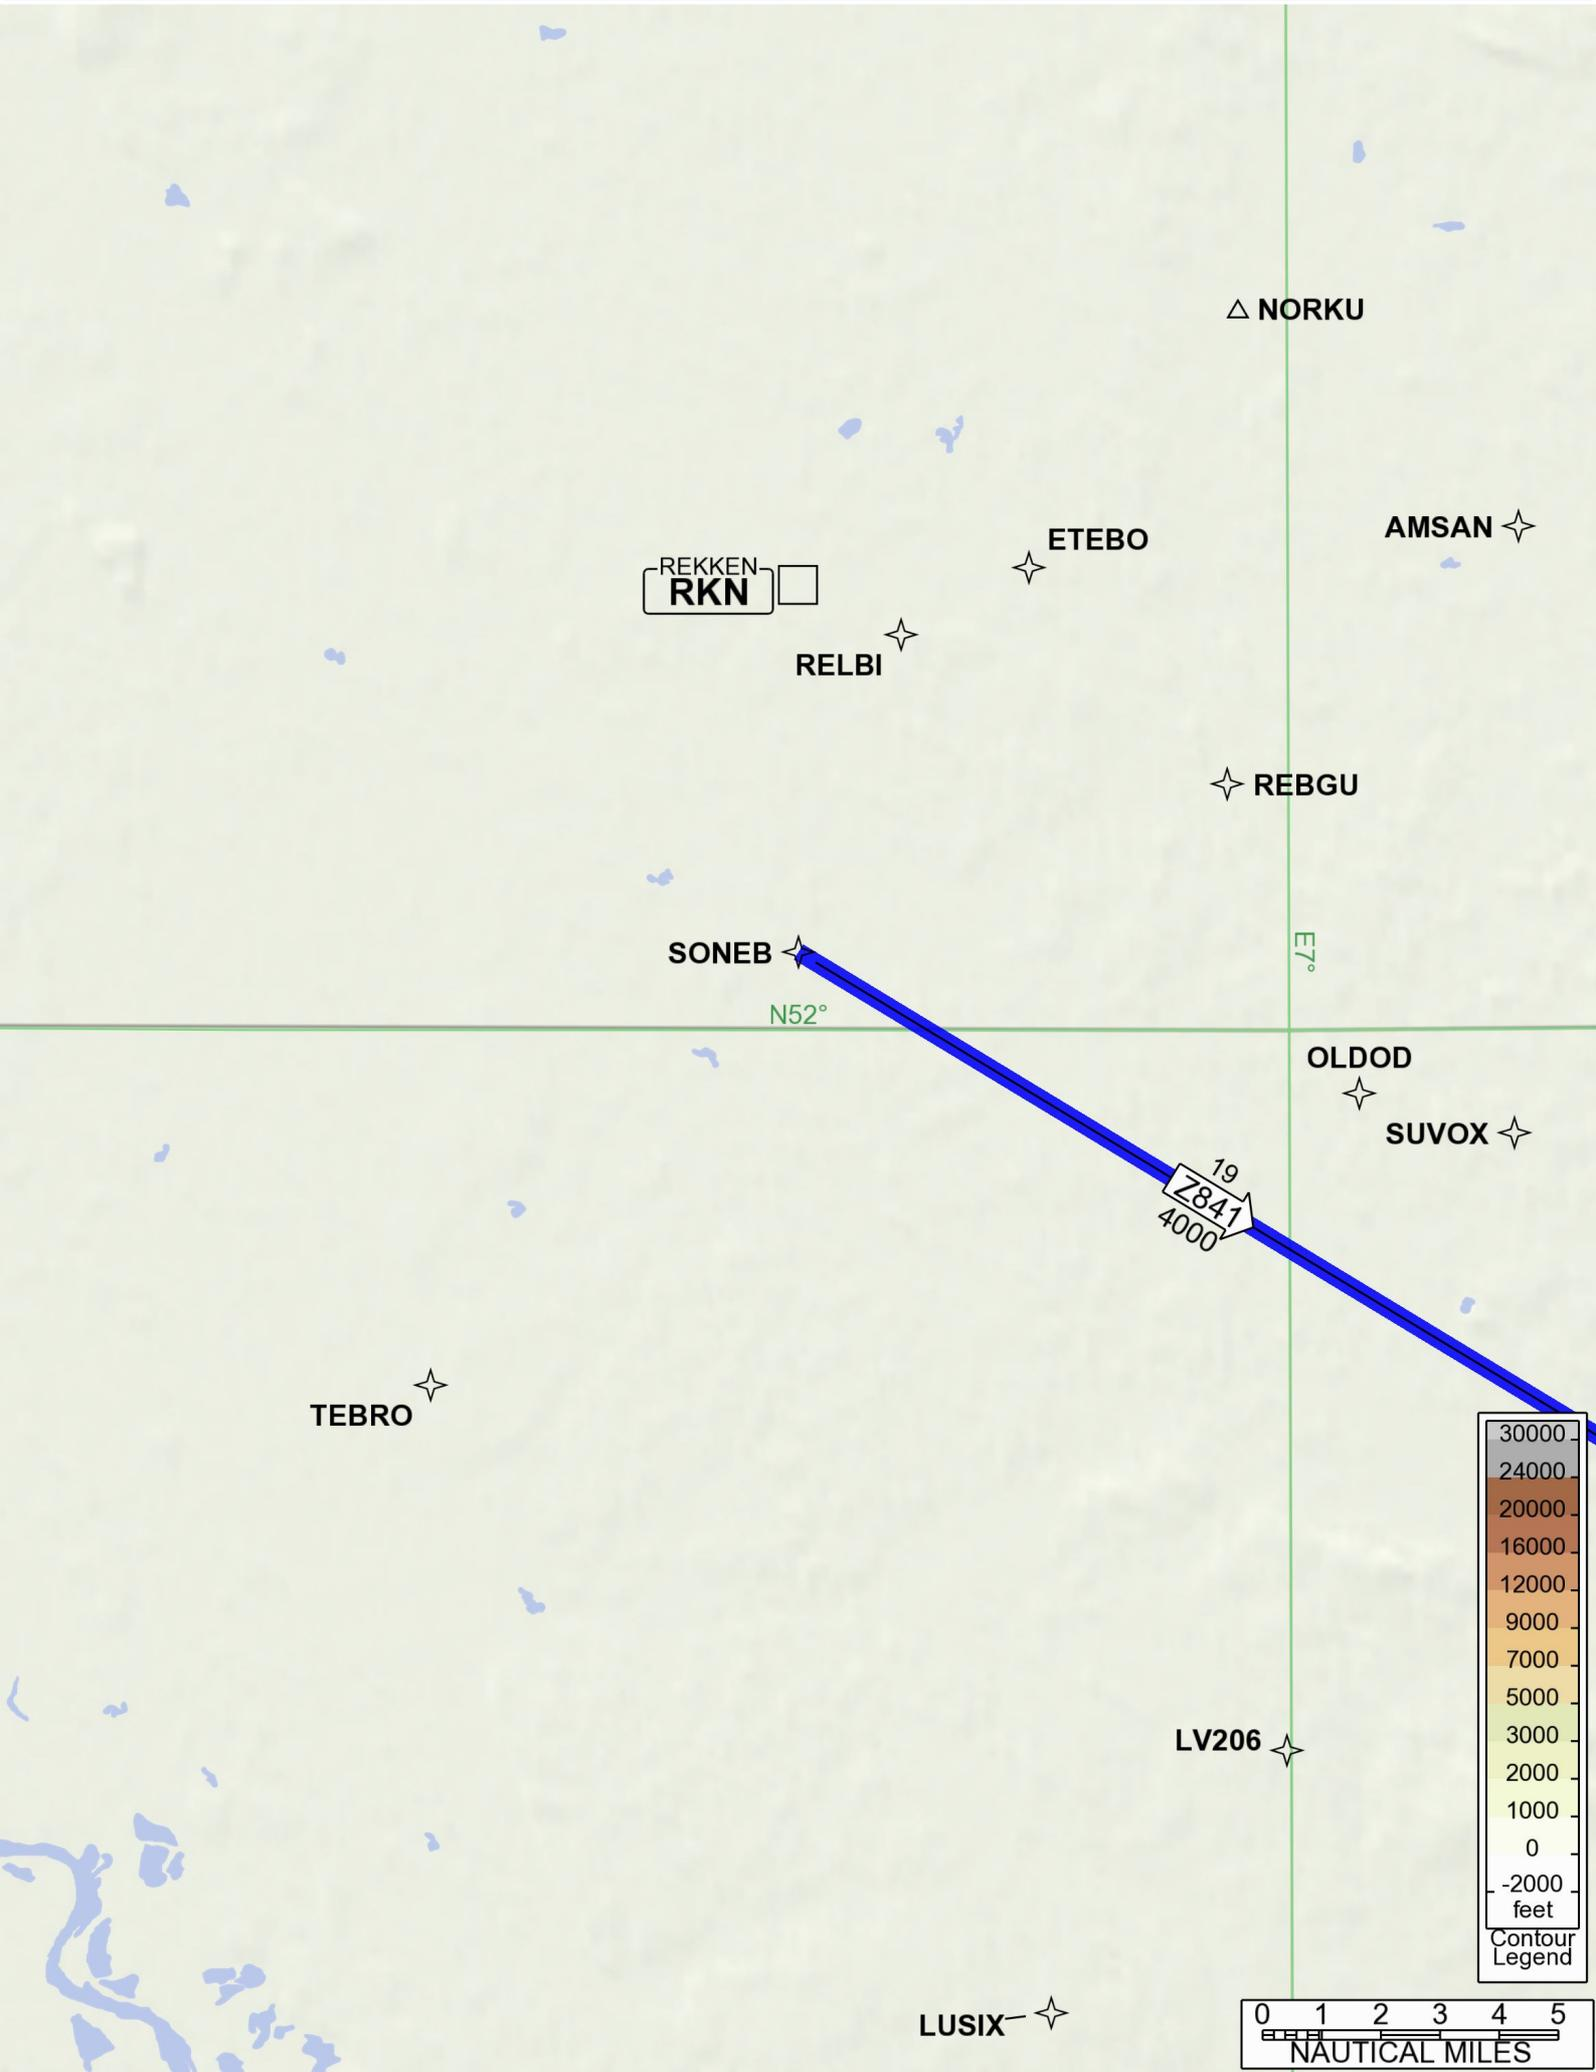 NORKU
ETEBO
AMSAN
REKKEN
RKN
RELBI
REBGU
SONEB
E7°
N52°
OLDOD
SUVOX
19
Z841
4000
TEBRO
30000
24000
20000
16000
12000
9000
7000
5000
3000
2000
1000
0
-2000
feet
Contour
Legend
LV206
LUSIX
0 1 2 3 4 5
NAUTICAL MILES